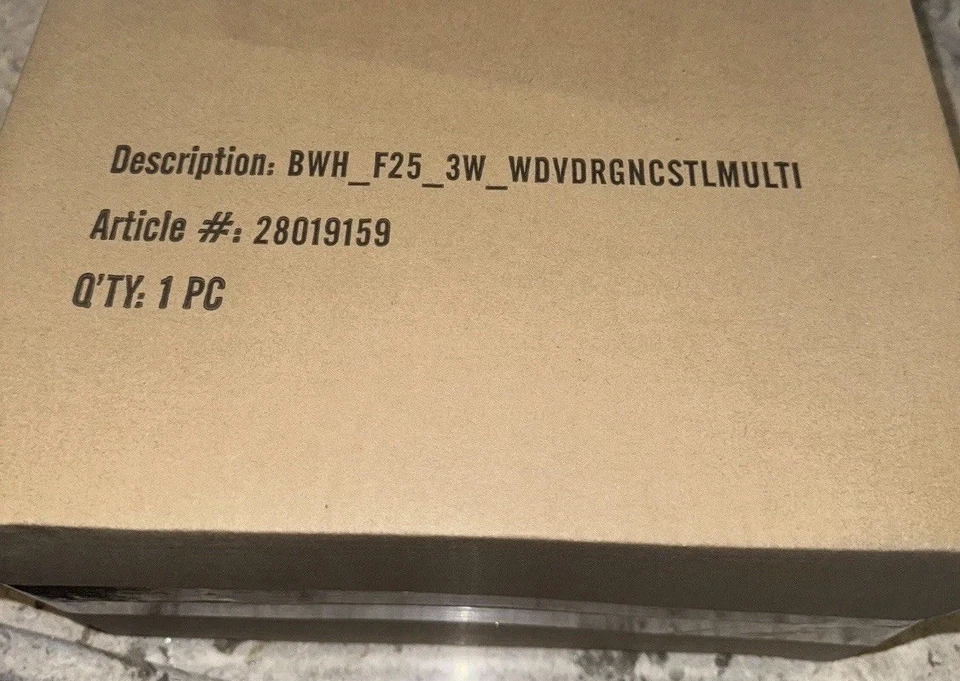 Description: BWH_F25_3W_WDVDRGNCSTLMULTI
Article #: 28019159
Q'TY: 1 PC